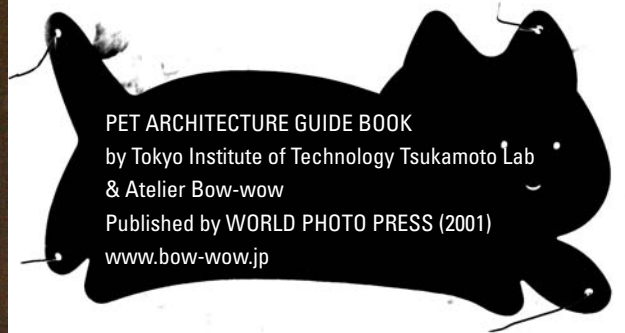 PET ARCHITECTURE GUIDE BOOK
by Tokyo Institute of Technology Tsukamoto Lab
& Atelier Bow-wow
Published by WORLD PHOTO PRESS (2001)
www.bow-wow.jp